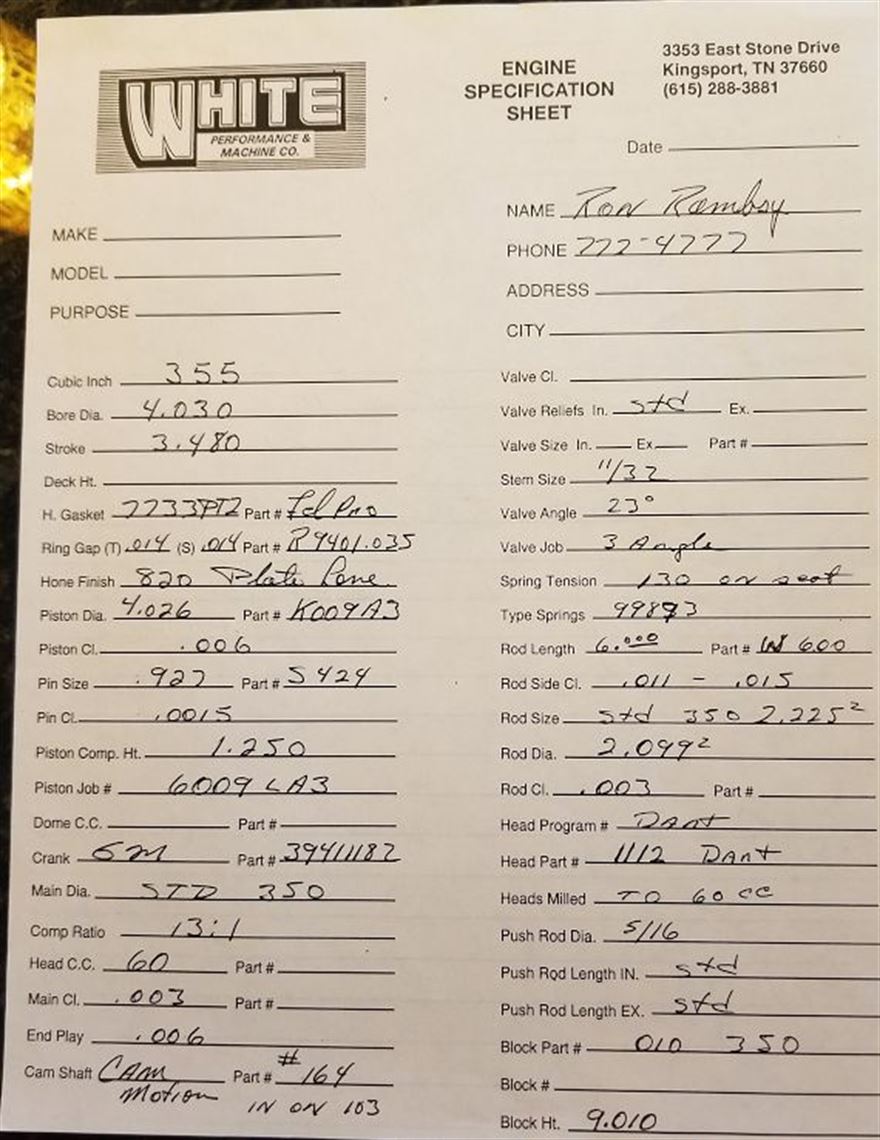 WHITE
PERFORMANCE &
MACHINE CO.
ENGINE
SPECIFICATION
SHEET
3353 East Stone Drive
Kingsport, TN 37660
(615) 288-3881
Date
MAKE
MODEL
PURPOSE
NAME Ron Rambsy
PHONE 222-4777
ADDRESS
CITY
Cubic Inch 355
Bore Dia. 4.030
Stroke 3.480
Deck Ht.
H. Gasket 7733PT2 Part # Fel Pro
Ring Gap (T) .014 (S) .014 Part # R9401.035
Hone Finish 820 Plate Hone
Piston Dia. 4.026 Part # K009A3
Piston Cl. .006
Pin Size .927 Part # S424
Pin Cl. .0015
Piston Comp. Ht. 1.250
Piston Job # 6009 LA3
Dome C.C. Part #
Crank GM Part # 39411182
Main Dia. STD 350
Comp Ratio 13:1
Head C.C. 60 Part #
Main Cl. .003 Part #
End Play .006
Cam Shaft CAM Motion Part # #164
IN ON 103
Valve Cl.
Valve Reliefs In. std Ex.
Valve Size In. Ex Part #
Stem Size 11/32
Valve Angle 23°
Valve Job 3 Angle
Spring Tension 130 on seat
Type Springs 99893
Rod Length 6.000 Part # W 600
Rod Side Cl. .011 - .015
Rod Size std 350 2.225²
Rod Dia. 2.099²
Rod Cl. .003 Part #
Head Program # Dart
Head Part # 1112 Dart
Heads Milled TO 60 cc
Push Rod Dia. 5/16
Push Rod Length IN. std
Push Rod Length EX. std
Block Part # 010 350
Block #
Block Ht. 9.010